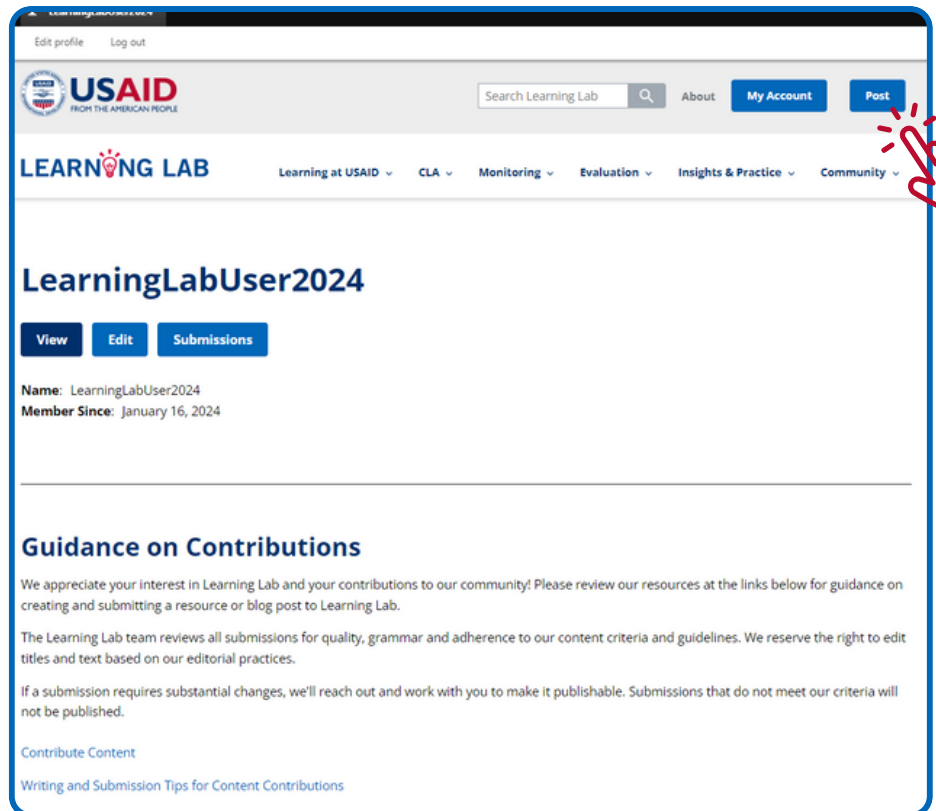 LearningLabUser2024
Edit profile Log out
USAID
FROM THE AMERICAN PEOPLE
Search Learning Lab About My Account Post
LEARNING LAB Learning at USAID CLA Monitoring Evaluation Insights & Practice Community
LearningLabUser2024
View Edit Submissions
Name: LearningLabUser2024
Member Since: January 16, 2024
Guidance on Contributions
We appreciate your interest in Learning Lab and your contributions to our community! Please review our resources at the links below for guidance on
creating and submitting a resource or blog post to Learning Lab.
The Learning Lab team reviews all submissions for quality, grammar and adherence to our content criteria and guidelines. We reserve the right to edit
titles and text based on our editorial practices.
If a submission requires substantial changes, we'll reach out and work with you to make it publishable. Submissions that do not meet our criteria will
not be published.
Contribute Content
Writing and Submission Tips for Content Contributions